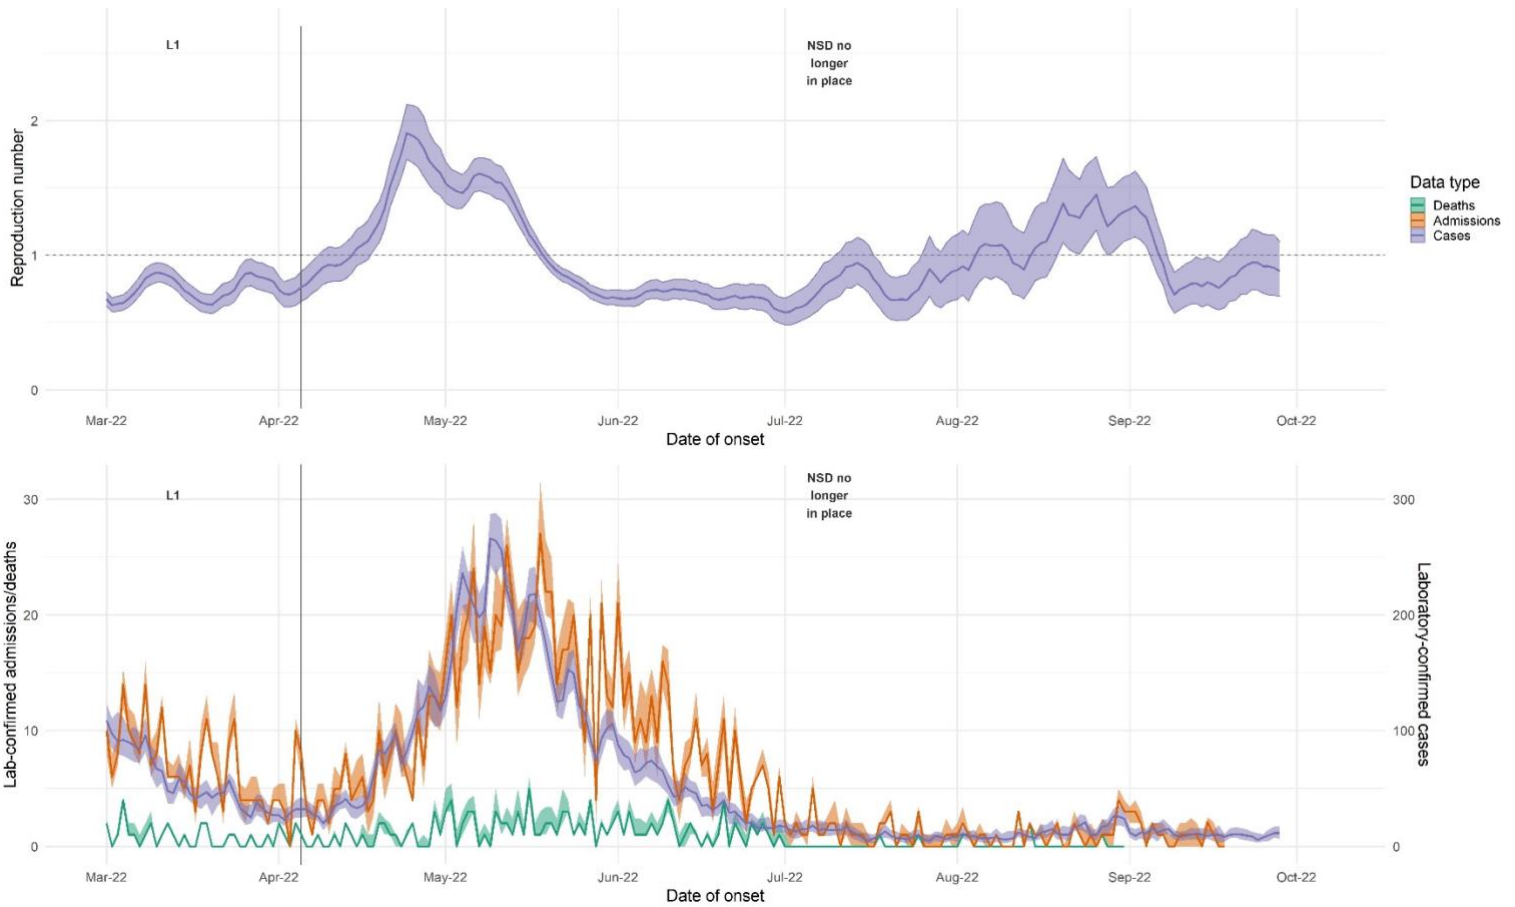 L1
NSD no
longer
in place
Reproduction number
2
1
0
Mar-22 Apr-22 May-22 Jun-22 Jul-22 Aug-22 Sep-22 Oct-22
Date of onset
Data type
Deaths
Admissions
Cases
L1
NSD no
longer
in place
Lab-confirmed admissions/deaths
30 300
20 200
10 100
0 0
Laboratory-confirmed cases
Mar-22 Apr-22 May-22 Jun-22 Jul-22 Aug-22 Sep-22 Oct-22
Date of onset